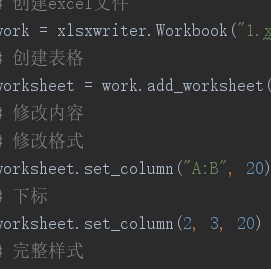 # 创建excel文件
work = xlsxwriter.Workbook("1.x
# 创建表格
worksheet = work.add_worksheet(
# 修改内容
# 修改格式
worksheet.set_column("A:B", 20)
# 下标
worksheet.set_column(2, 3, 20)
# 完整样式